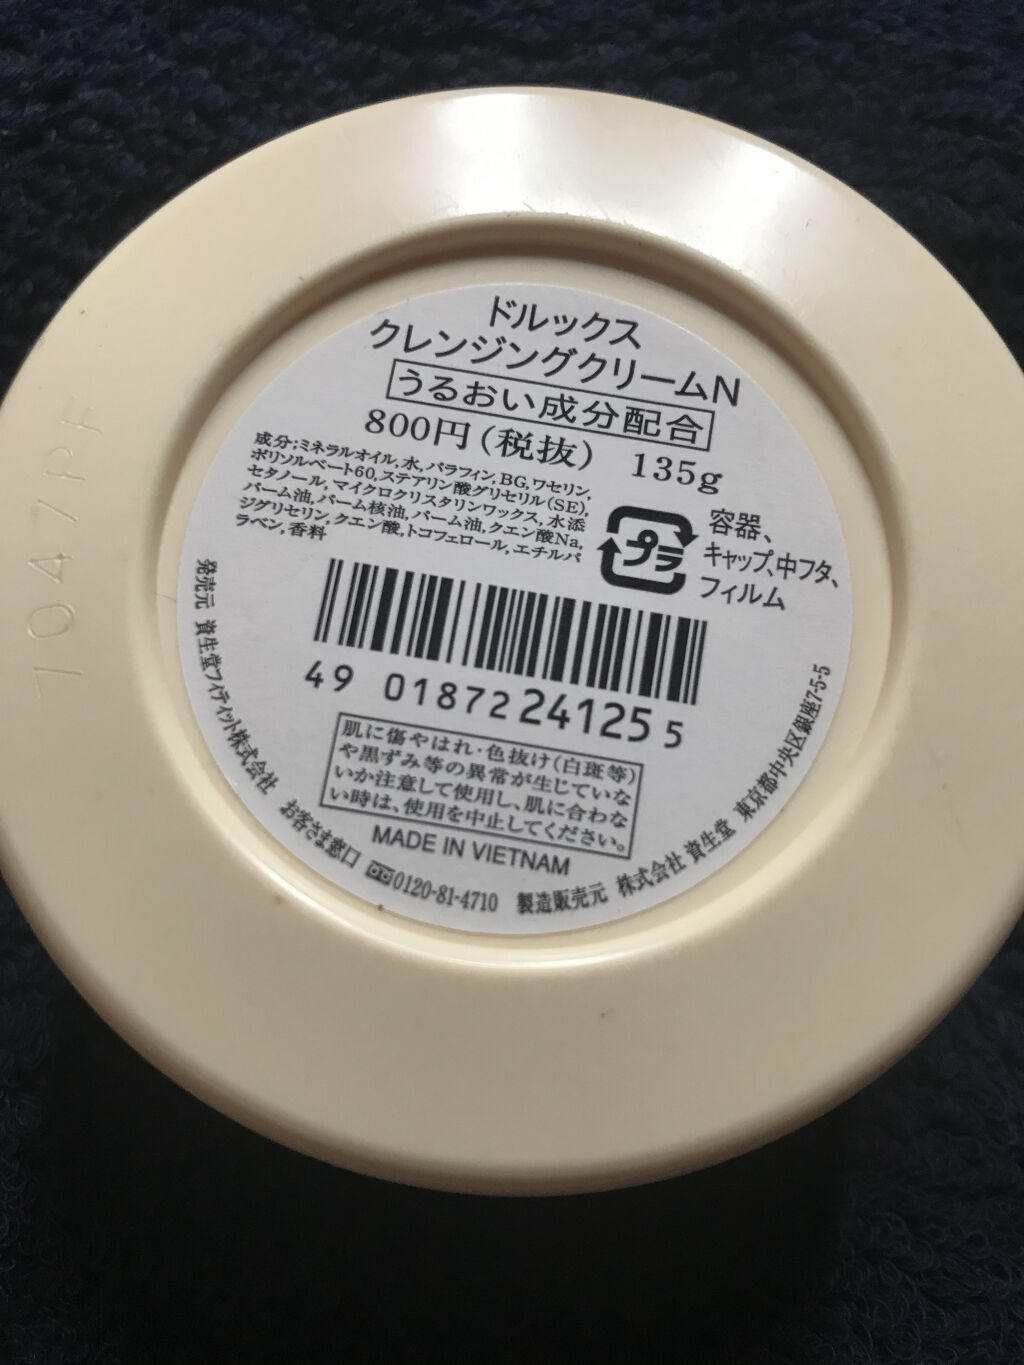 ドルックス
クレンジングクリームN
うるおい成分配合
800円(税抜) 135g
成分;ミネラルオイル,水,パラフィン,BG,ワセリン,
ポリソルベート60,ステアリン酸グリセリル(SE),
セタノール,マイクロクリスタリンワックス,水添
パーム油,パーム核油,パーム油,クエン酸Na,
ジグリセリン,クエン酸,トコフェロール,エチルパ
ラベン,香料
プラ
容器、
キャップ、中フタ、
フィルム
49 01872 24125 5
肌に傷やはれ・色抜け(白斑等)
や黒ずみ等の異常が生じていな
いか注意して使用し、肌に合わな
い時は、使用を中止してください。
MADE IN VIETNAM
発売元 資生堂フィティット株式会社 お客さま窓口 0120-81-4710 製造販売元 株式会社 資生堂 東京都中央区銀座7-5-5
7047PF